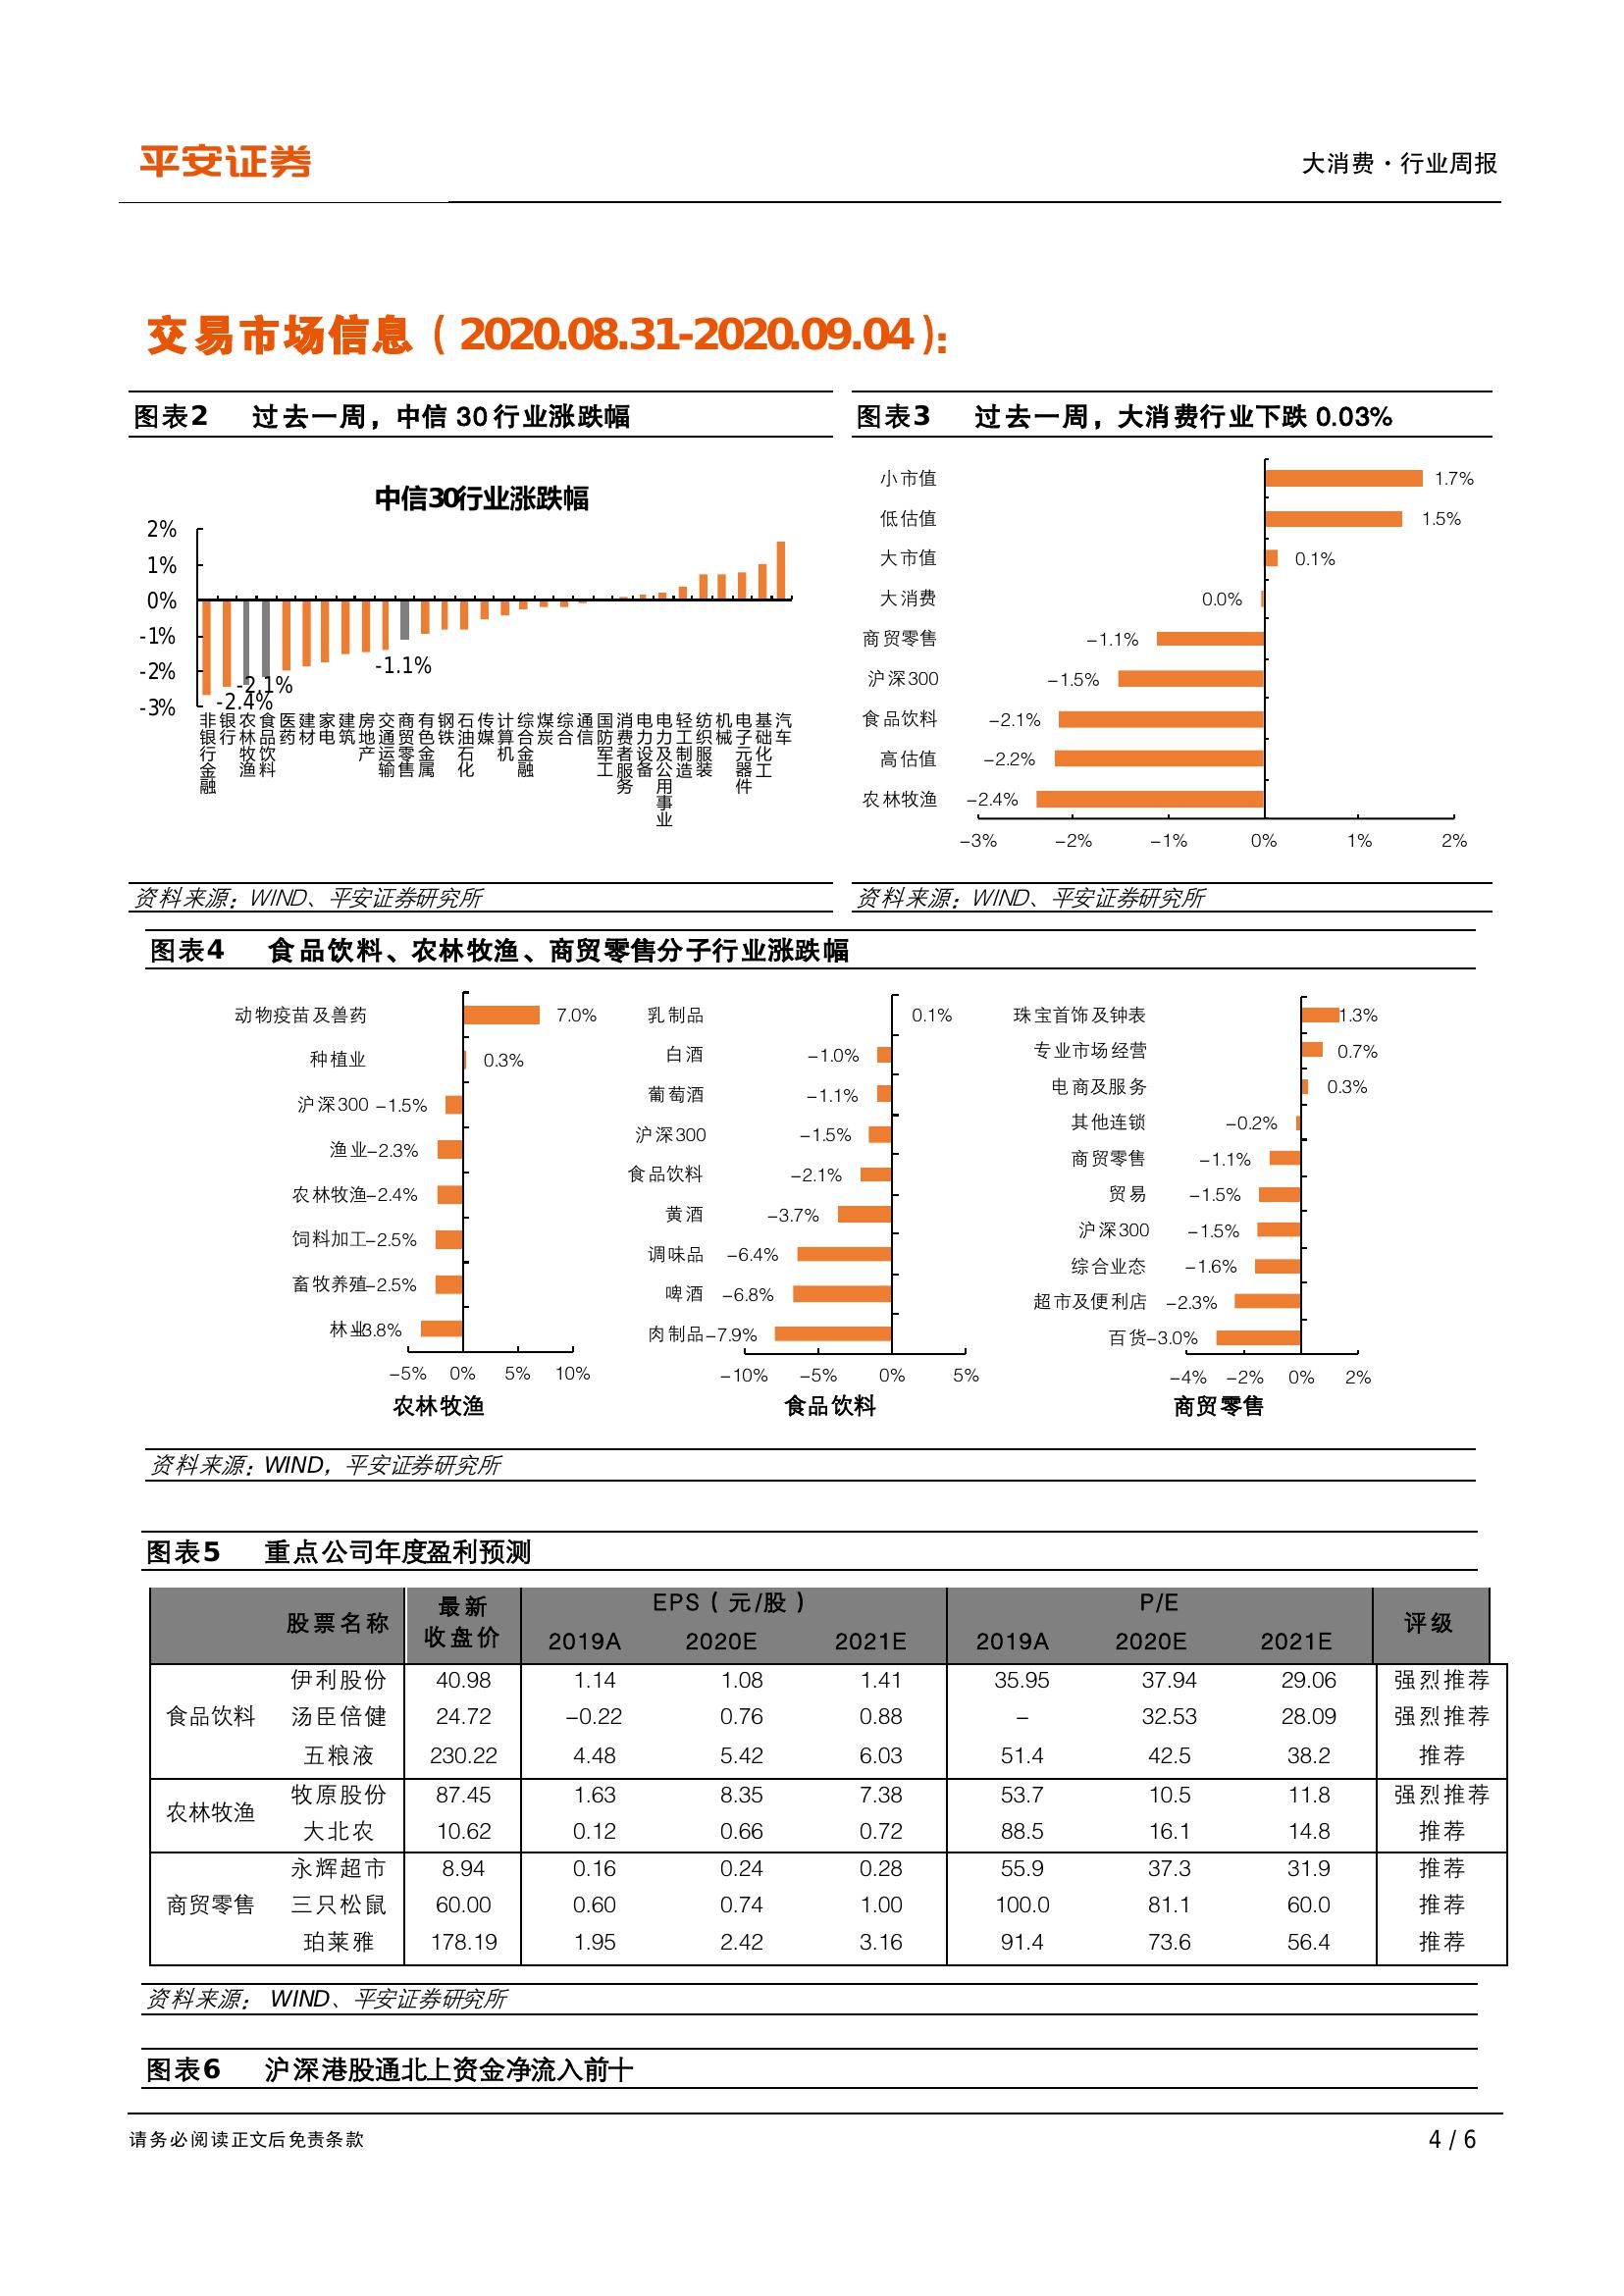 平安证券
大消费·行业周报
交易市场信息（2020.08.31-2020.09.04）：
图表2 过去一周，中信 30 行业涨跌幅
中信30行业涨跌幅
2%
1%
0%
-1%
-2%
-3%
-2.4%
-2.1%
-1.1%
非银行金融
银行
农林牧渔
食品饮料
医药
建材
家电
建筑
房地产
交通运输
商贸零售
有色金属
钢铁
石油石化
传媒
计算机
综合金融
煤炭
综合
通信
国防军工
消费者服务
电力设备
电力及公用事业
轻工制造
纺织服装
机械
电子元器件
基础化工
汽车
资料来源：WIND、平安证券研究所
图表3 过去一周，大消费行业下跌 0.03%
小市值 1.7%
低估值 1.5%
大市值 0.1%
大消费 0.0%
商贸零售 -1.1%
沪深300 -1.5%
食品饮料 -2.1%
高估值 -2.2%
农林牧渔 -2.4%
-3% -2% -1% 0% 1% 2%
资料来源：WIND、平安证券研究所
图表4 食品饮料、农林牧渔、商贸零售分子行业涨跌幅
动物疫苗及兽药 7.0%
种植业 0.3%
沪深300 -1.5%
渔业-2.3%
农林牧渔-2.4%
饲料加工-2.5%
畜牧养殖-2.5%
林业-3.8%
-5% 0% 5% 10%
农林牧渔
乳制品 0.1%
白酒 -1.0%
葡萄酒 -1.1%
沪深300 -1.5%
食品饮料 -2.1%
黄酒 -3.7%
调味品 -6.4%
啤酒 -6.8%
肉制品-7.9%
-10% -5% 0% 5%
食品饮料
珠宝首饰及钟表 1.3%
专业市场经营 0.7%
电商及服务 0.3%
其他连锁 -0.2%
商贸零售 -1.1%
贸易 -1.5%
沪深300 -1.5%
综合业态 -1.6%
超市及便利店 -2.3%
百货-3.0%
-4% -2% 0% 2%
商贸零售
资料来源：WIND，平安证券研究所
图表5 重点公司年度盈利预测
股票名称 最新收盘价 EPS（元/股） P/E 评级
2019A 2020E 2021E 2019A 2020E 2021E
食品饮料 伊利股份 40.98 1.14 1.08 1.41 35.95 37.94 29.06 强烈推荐
汤臣倍健 24.72 -0.22 0.76 0.88 - 32.53 28.09 强烈推荐
五粮液 230.22 4.48 5.42 6.03 51.4 42.5 38.2 推荐
农林牧渔 牧原股份 87.45 1.63 8.35 7.38 53.7 10.5 11.8 强烈推荐
大北农 10.62 0.12 0.66 0.72 88.5 16.1 14.8 推荐
商贸零售 永辉超市 8.94 0.16 0.24 0.28 55.9 37.3 31.9 推荐
三只松鼠 60.00 0.60 0.74 1.00 100.0 81.1 60.0 推荐
珀莱雅 178.19 1.95 2.42 3.16 91.4 73.6 56.4 推荐
资料来源： WIND、平安证券研究所
图表6 沪深港股通北上资金净流入前十
请务必阅读正文后免责条款
4 / 6